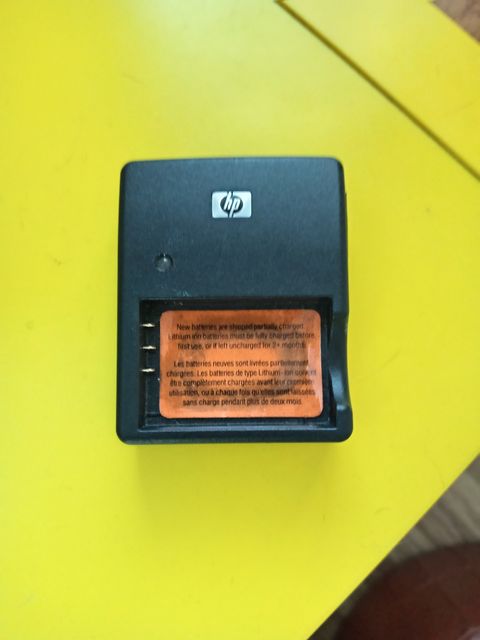 hp
New batteries are shipped partially charged.
Lithium ion batteries must be fully charged before
first use, or if left uncharged for 2+ months.
Les batteries neuves sont livrées partiellement
chargées. Les batteries de type Lithium- ion doivent
être complètement chargées avant leur première
utilisation, ou à chaque fois qu'elles sont laissées
sans charge pendant plus de deux mois.